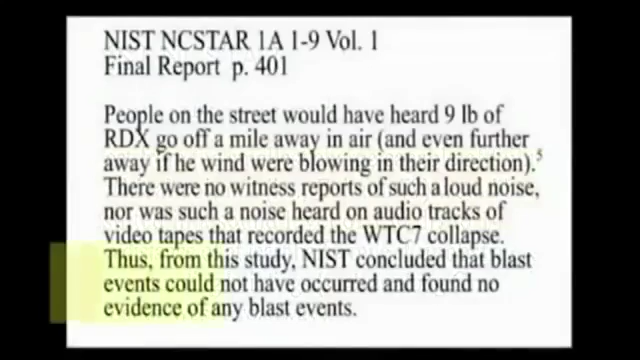 NIST NCSTAR 1A 1-9 Vol. 1
Final Report p. 401
People on the street would have heard 9 lb of
RDX go off a mile away in air (and even further
away if he wind were blowing in their direction).⁵
There were no witness reports of such a loud noise,
nor was such a noise heard on audio tracks of
video tapes that recorded the WTC7 collapse.
Thus, from this study, NIST concluded that blast
events could not have occurred and found no
evidence of any blast events.